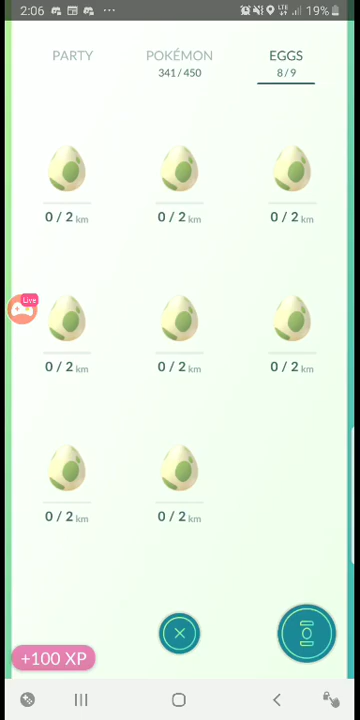 2:06
LTE
19%
PARTY
POKÉMON
341/450
EGGS
8/9
0 / 2 km
0 / 2 km
0 / 2 km
Live
0 / 2 km
0 / 2 km
0 / 2 km
0 / 2 km
0 / 2 km
+100 XP